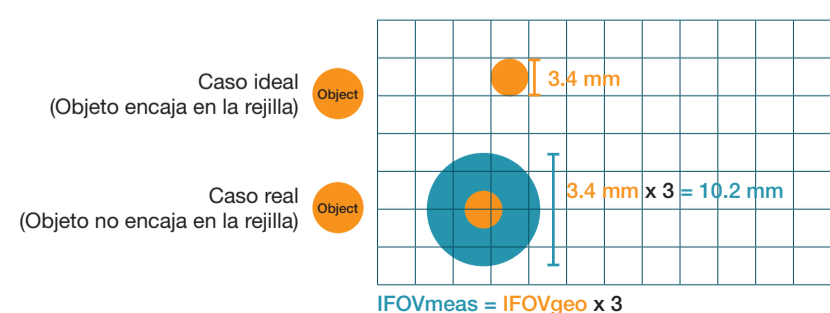 Caso ideal
(Objeto encaja en la rejilla)
Object
3.4 mm
Caso real
(Objeto no encaja en la rejilla)
Object
3.4 mm x 3 = 10.2 mm
IFOVmeas = IFOVgeo x 3